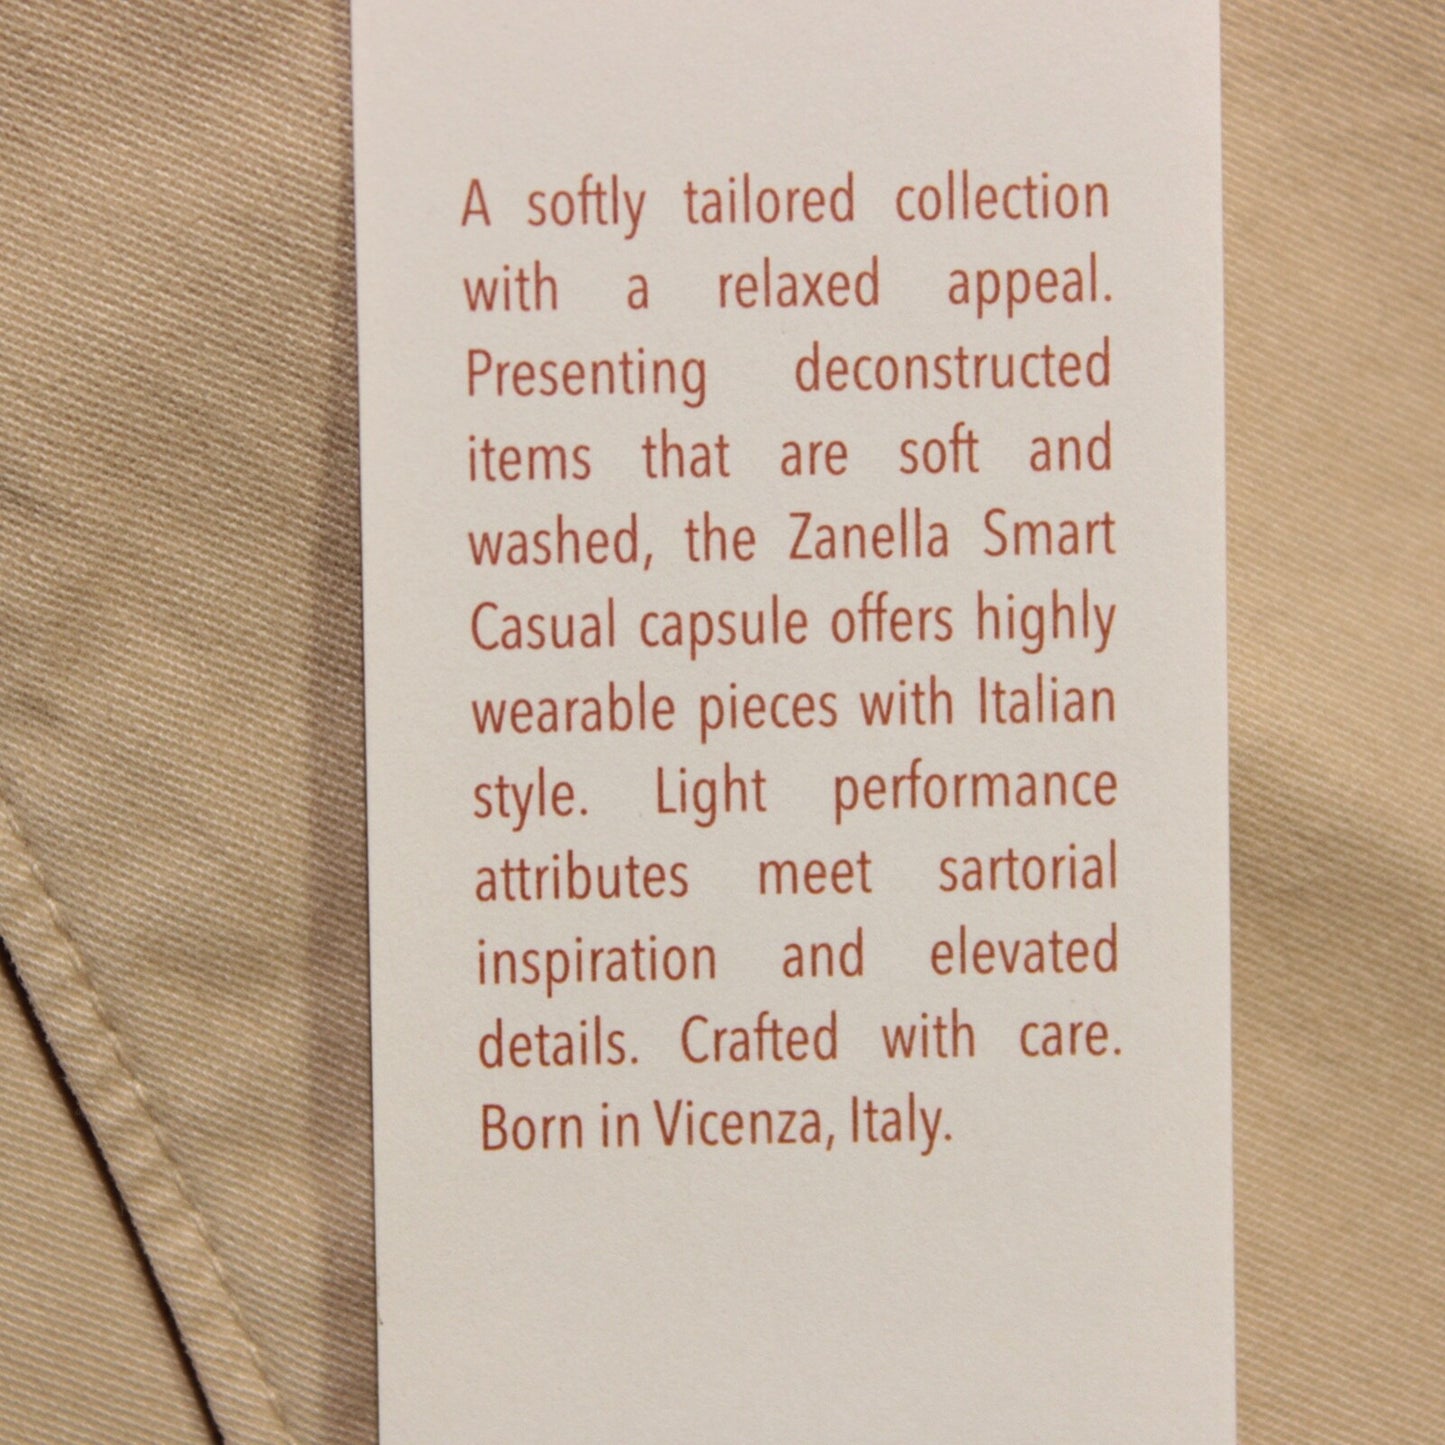 A softly tailored collection
with a relaxed appeal.
Presenting deconstructed
items that are soft and
washed, the Zanella Smart
Casual capsule offers highly
wearable pieces with Italian
style. Light performance
attributes meet sartorial
inspiration and elevated
details. Crafted with care.
Born in Vicenza, Italy.